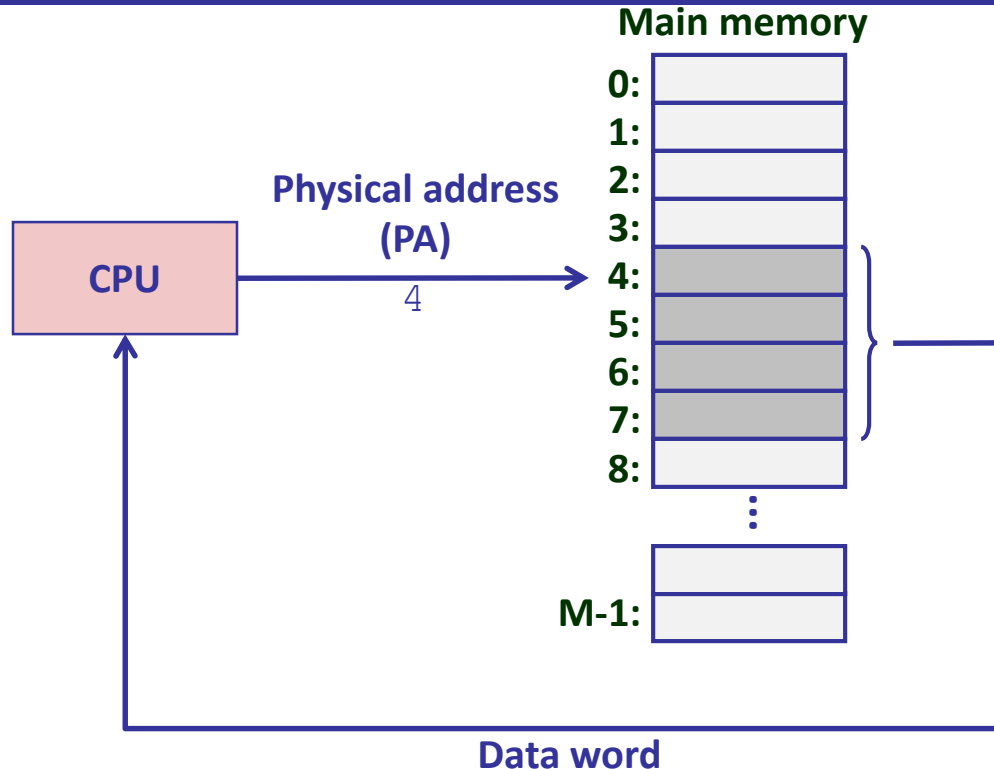 Main memory
0:
1:
2:
Physical address
(PA)
3:
CPU
4
4:
5:
6:
7:
8:
...
M-1:
Data word